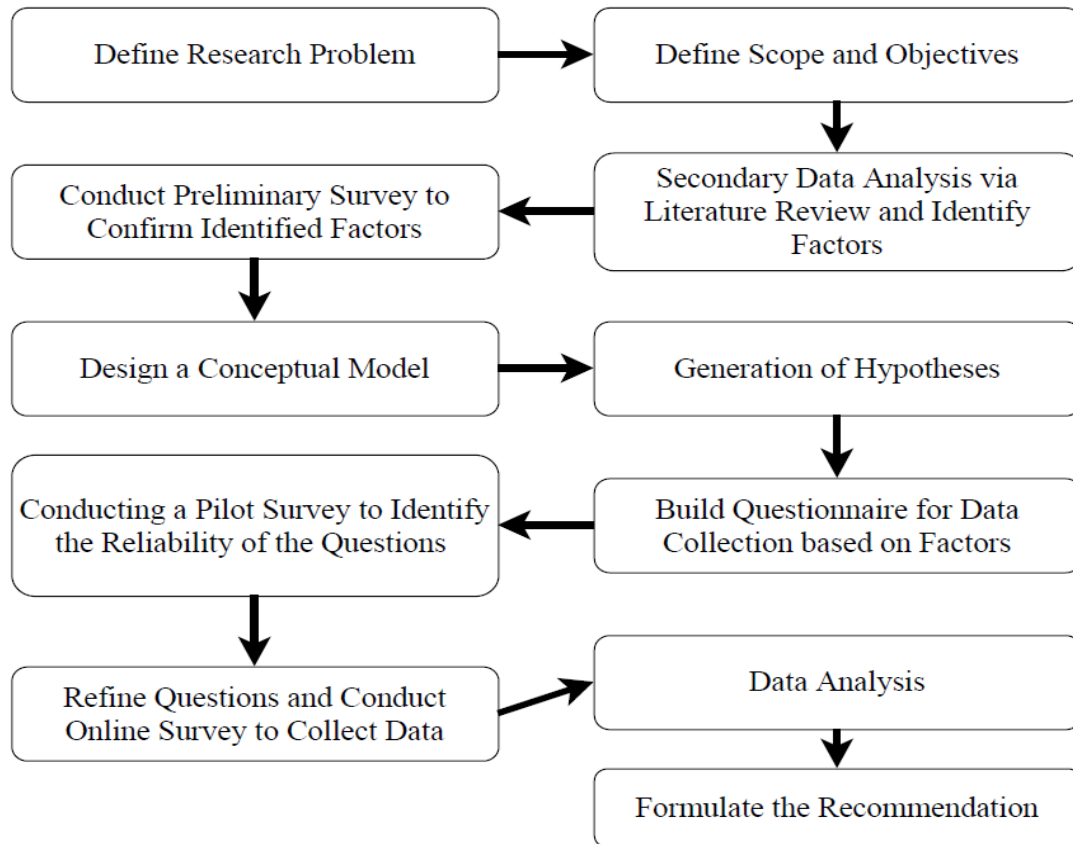 Define Research Problem
Define Scope and Objectives
Secondary Data Analysis via
Literature Review and Identify
Factors
Conduct Preliminary Survey to
Confirm Identified Factors
Design a Conceptual Model
Generation of Hypotheses
Build Questionnaire for Data
Collection based on Factors
Conducting a Pilot Survey to Identify
the Reliability of the Questions
Refine Questions and Conduct
Online Survey to Collect Data
Data Analysis
Formulate the Recommendation